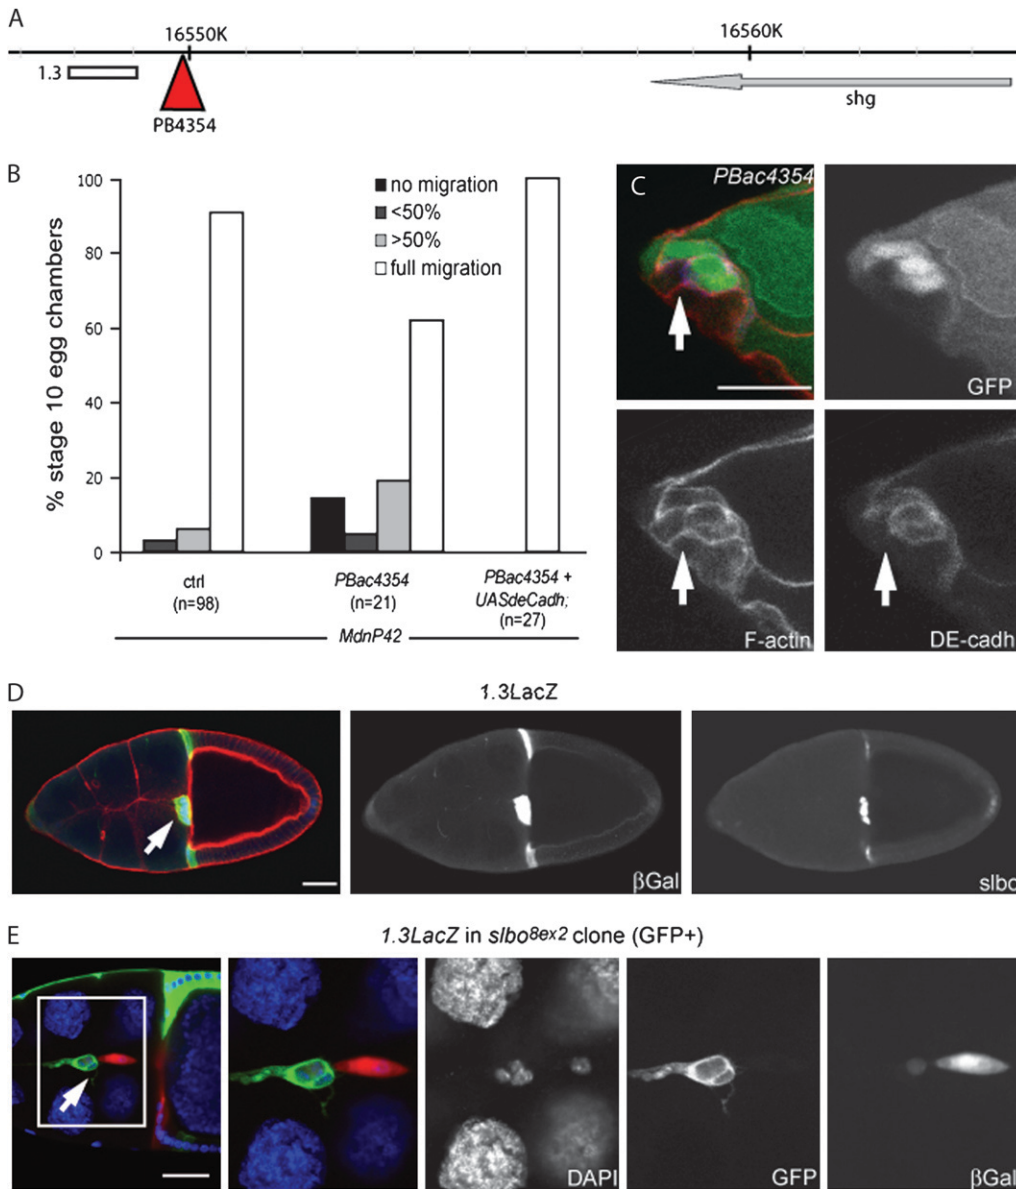 A
16550K
16560K
1.3
PB4354
shg
B
% stage 10 egg chambers
100
80
60
40
20
0
no migration
<50%
>50%
full migration
ctrl
(n=98)
PBac4354
(n=21)
PBac4354 +
UASdeCadh;
(n=27)
MdnP42
C
PBac4354
GFP
F-actin
DE-cadh
D
1.3LacZ
βGal
slbo
E
1.3LacZ in slbo8ex2 clone (GFP+)
DAPI
GFP
βGal